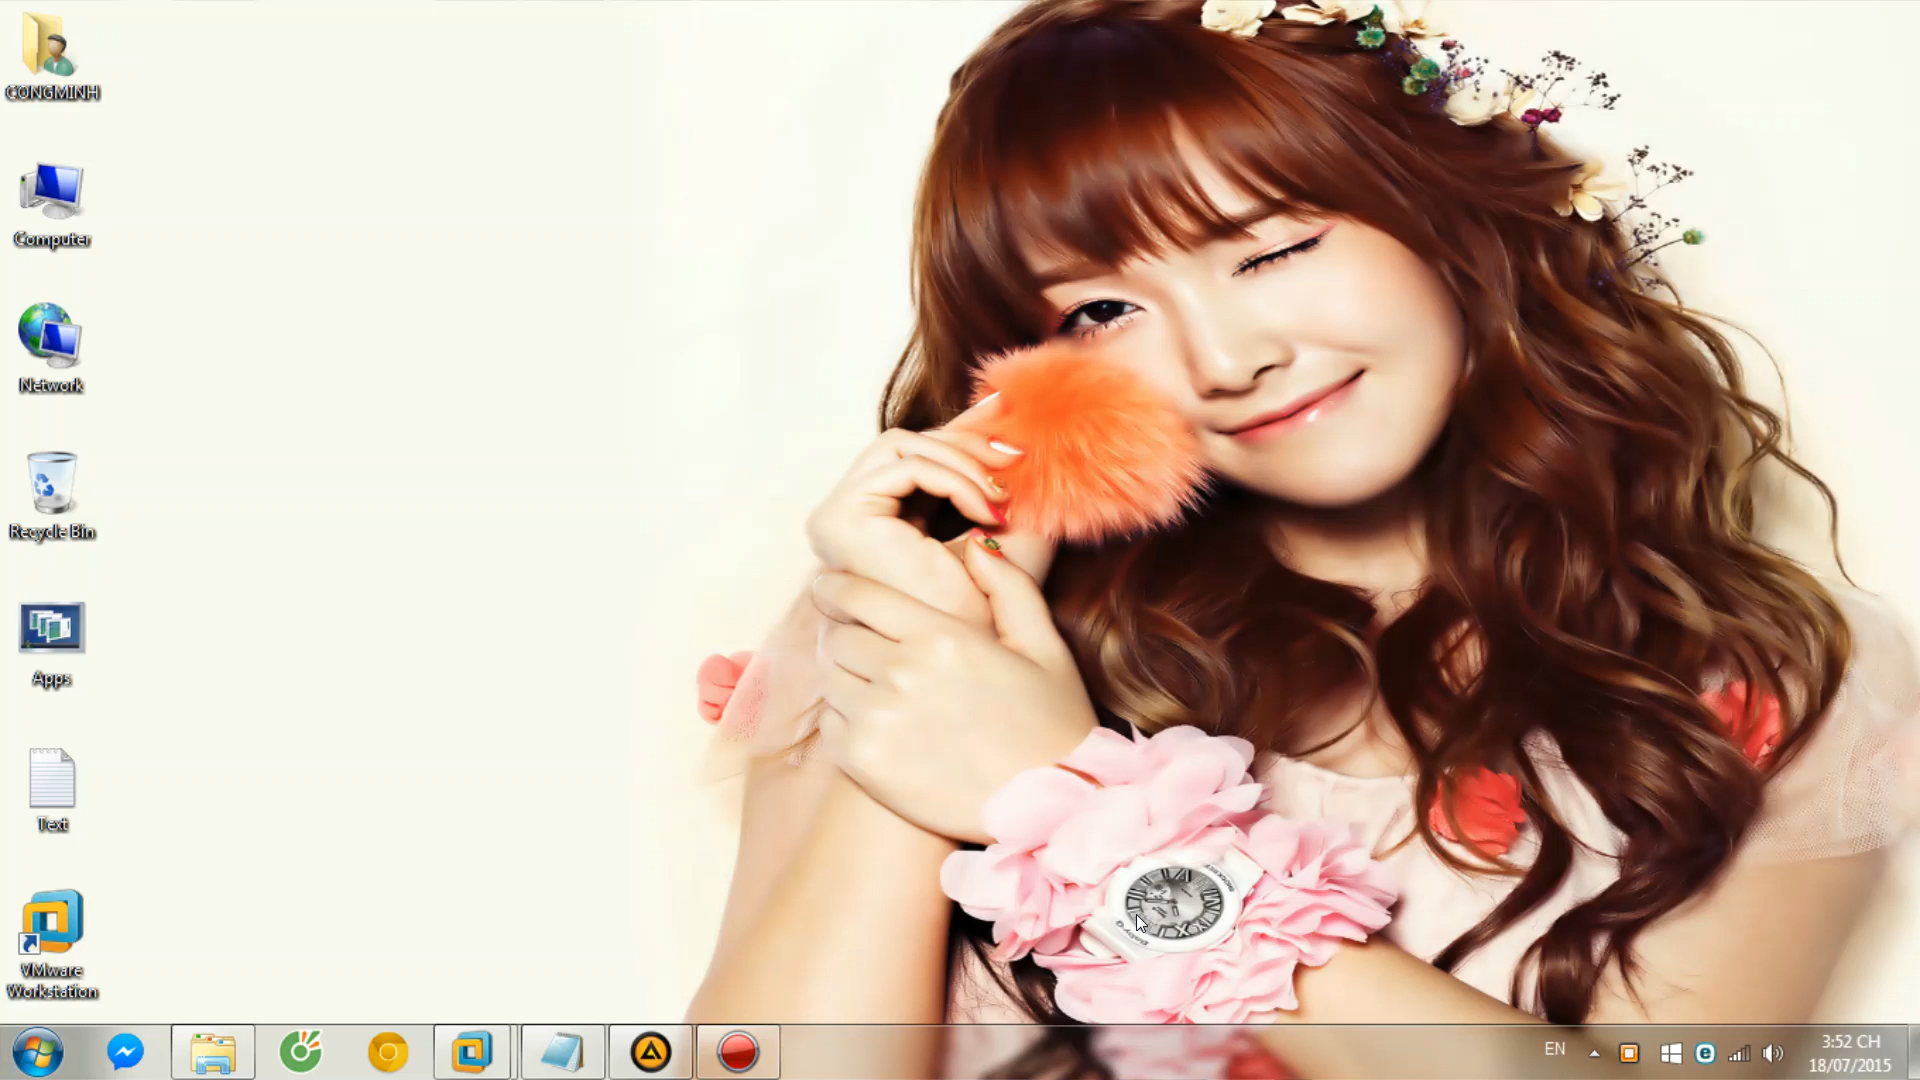 CONGMINH
Computer
Network
Recycle Bin
Apps
Text
VMware
Workstation
EN
3:52 CH
18/07/2015